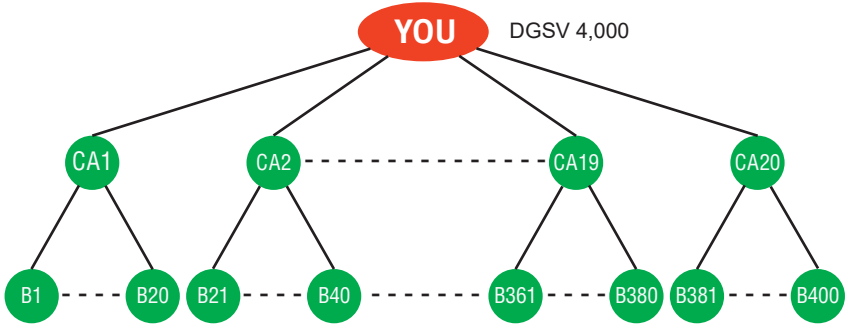 YOU
DGSV 4,000
CA1
CA2
CA19
CA20
B1
B20
B21
B40
B361
B380
B381
B400